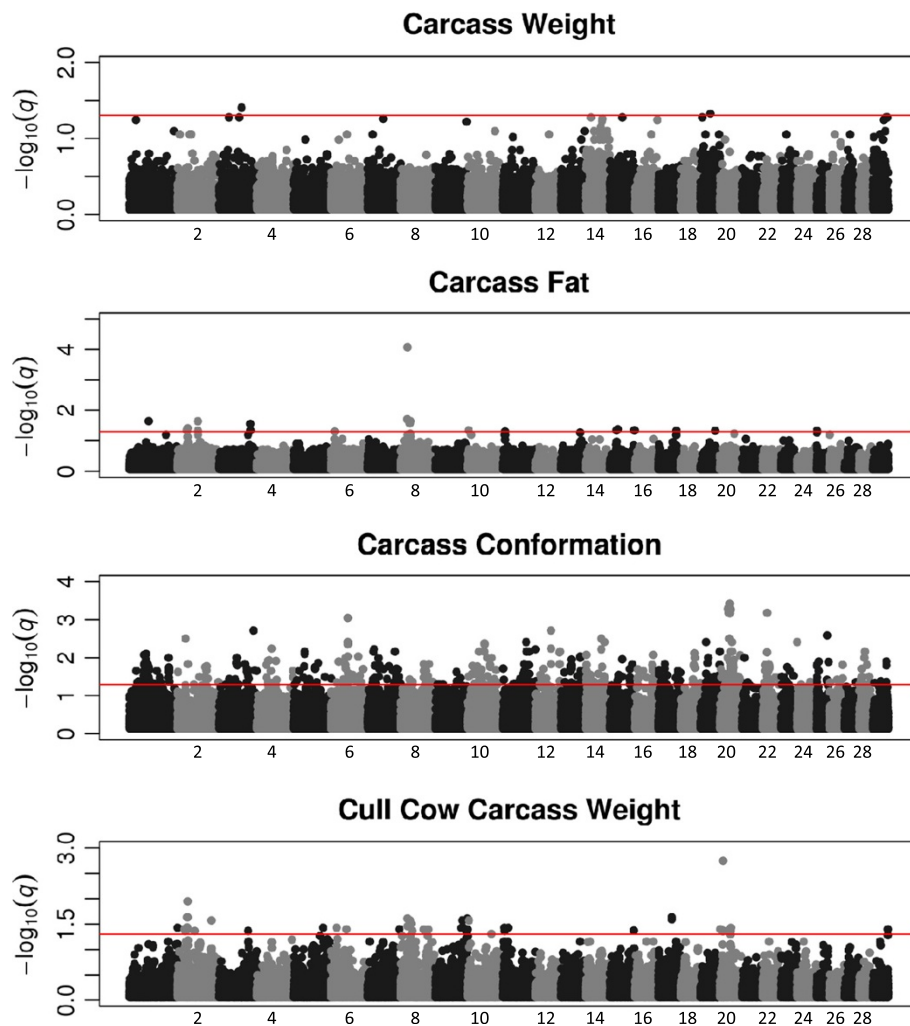 Carcass Weight
−log10(q)
2.0
1.0
0.0
2 4 6 8 10 12 14 16 18 20 22 24 26 28
Carcass Fat
−log10(q)
4
2
0
2 4 6 8 10 12 14 16 18 20 22 24 26 28
Carcass Conformation
−log10(q)
4
3
2
1
0
2 4 6 8 10 12 14 16 18 20 22 24 26 28
Cull Cow Carcass Weight
−log10(q)
3.0
1.5
0.0
2 4 6 8 10 12 14 16 18 20 22 24 26 28